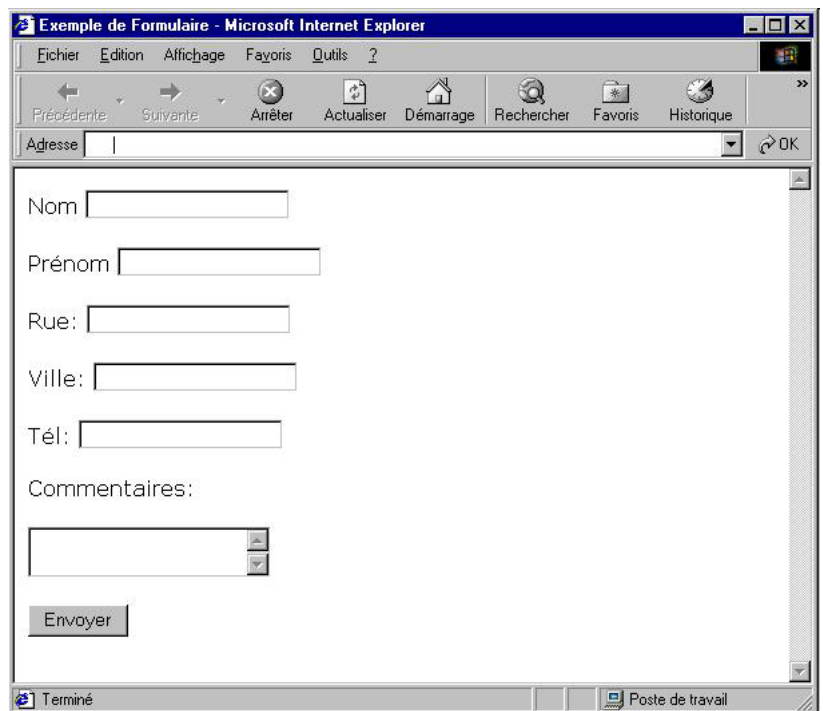 Exemple de Formulaire - Microsoft Internet Explorer
Fichier Edition Affichage Favoris Outils ?
Précédente Suivante Arrêter Actualiser Démarrage Rechercher Favoris Historique »
Adresse OK
Nom
Prénom
Rue:
Ville:
Tél:
Commentaires:
Envoyer
Terminé Poste de travail